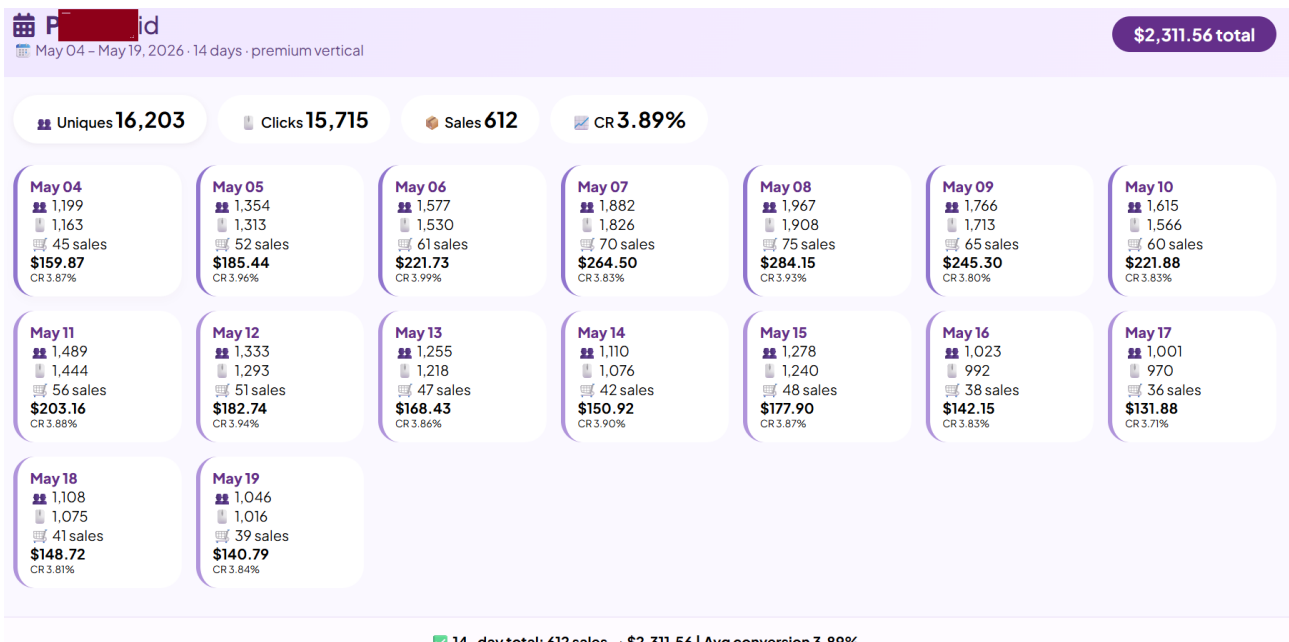 P id
May 04 – May 19, 2026 · 14 days · premium vertical
$2,311.56 total
Uniques 16,203
Clicks 15,715
Sales 612
CR 3.89%
May 04
1,199
1,163
45 sales
$159.87
CR 3.87%
May 05
1,354
1,313
52 sales
$185.44
CR 3.96%
May 06
1,577
1,530
61 sales
$221.73
CR 3.99%
May 07
1,882
1,826
70 sales
$264.50
CR 3.83%
May 08
1,967
1,908
75 sales
$284.15
CR 3.93%
May 09
1,766
1,713
65 sales
$245.30
CR 3.80%
May 10
1,615
1,566
60 sales
$221.88
CR 3.83%
May 11
1,489
1,444
56 sales
$203.16
CR 3.88%
May 12
1,333
1,293
51 sales
$182.74
CR 3.94%
May 13
1,255
1,218
47 sales
$168.43
CR 3.86%
May 14
1,110
1,076
42 sales
$150.92
CR 3.90%
May 15
1,278
1,240
48 sales
$177.90
CR 3.87%
May 16
1,023
992
38 sales
$142.15
CR 3.83%
May 17
1,001
970
36 sales
$131.88
CR 3.71%
May 18
1,108
1,075
41 sales
$148.72
CR 3.81%
May 19
1,046
1,016
39 sales
$140.79
CR 3.84%
14-day total: 612 sales · $2,311.56 | Avg conversion 3.89%